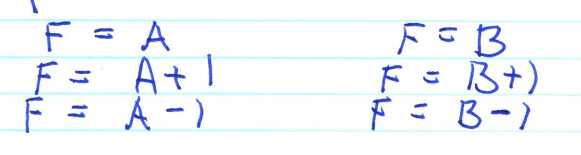 F = A F = B
F = A + 1 F = B + 1
F = A - 1 F = B - 1